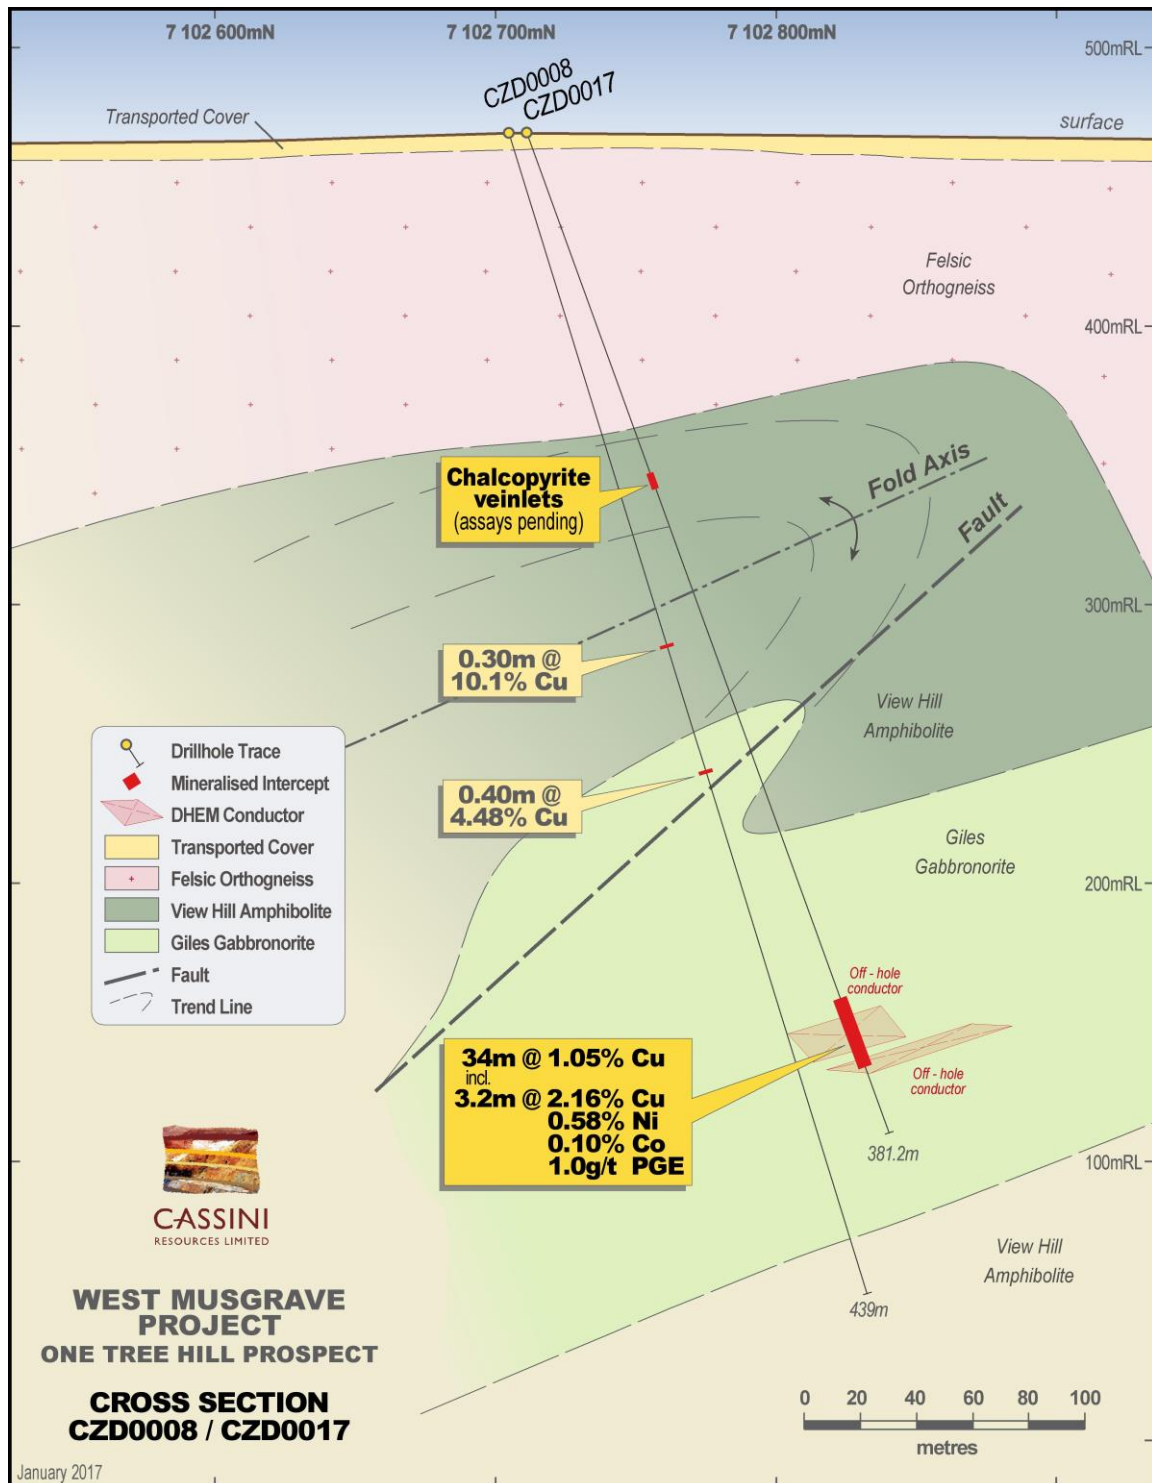 7 102 600mN
7 102 700mN
7 102 800mN
500mRL
CZD0008
CZD0017
Transported Cover
surface
Felsic
Orthogneiss
400mRL
Fold Axis
Fault
Chalcopyrite
veinlets
(assays pending)
300mRL
0.30m @
10.1% Cu
View Hill
Amphibolite
Drillhole Trace
Mineralised Intercept
DHEM Conductor
Transported Cover
Felsic Orthogneiss
View Hill Amphibolite
Giles Gabbronorite
Fault
Trend Line
0.40m @
4.48% Cu
Giles
Gabbronorite
200mRL
Off - hole
conductor
Off - hole
conductor
34m @ 1.05% Cu
incl.
3.2m @ 2.16% Cu
0.58% Ni
0.10% Co
1.0g/t PGE
381.2m
100mRL
CASSINI
RESOURCES LIMITED
View Hill
Amphibolite
439m
WEST MUSGRAVE
PROJECT
ONE TREE HILL PROSPECT
CROSS SECTION
CZD0008 / CZD0017
0 20 40 60 80 100
metres
January 2017